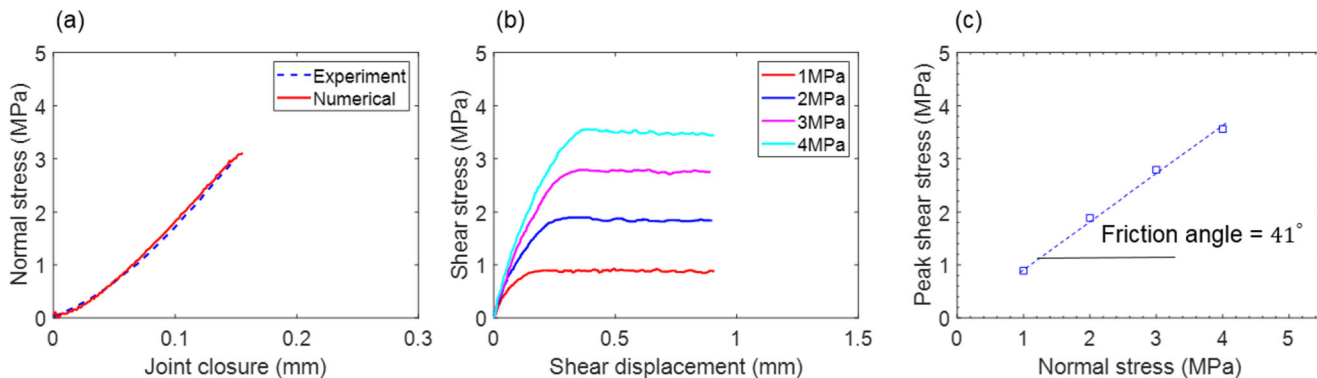 (a)
Normal stress (MPa)
5
4
3
2
1
0
0
0.1
0.2
0.3
Joint closure (mm)
Experiment
Numerical
(b)
Shear stress (MPa)
5
4
3
2
1
0
0
0.5
1
1.5
Shear displacement (mm)
1MPa
2MPa
3MPa
4MPa
(c)
Peak shear stress (MPa)
5
4
3
2
1
0
0
1
2
3
4
5
Normal stress (MPa)
Friction angle = 41°